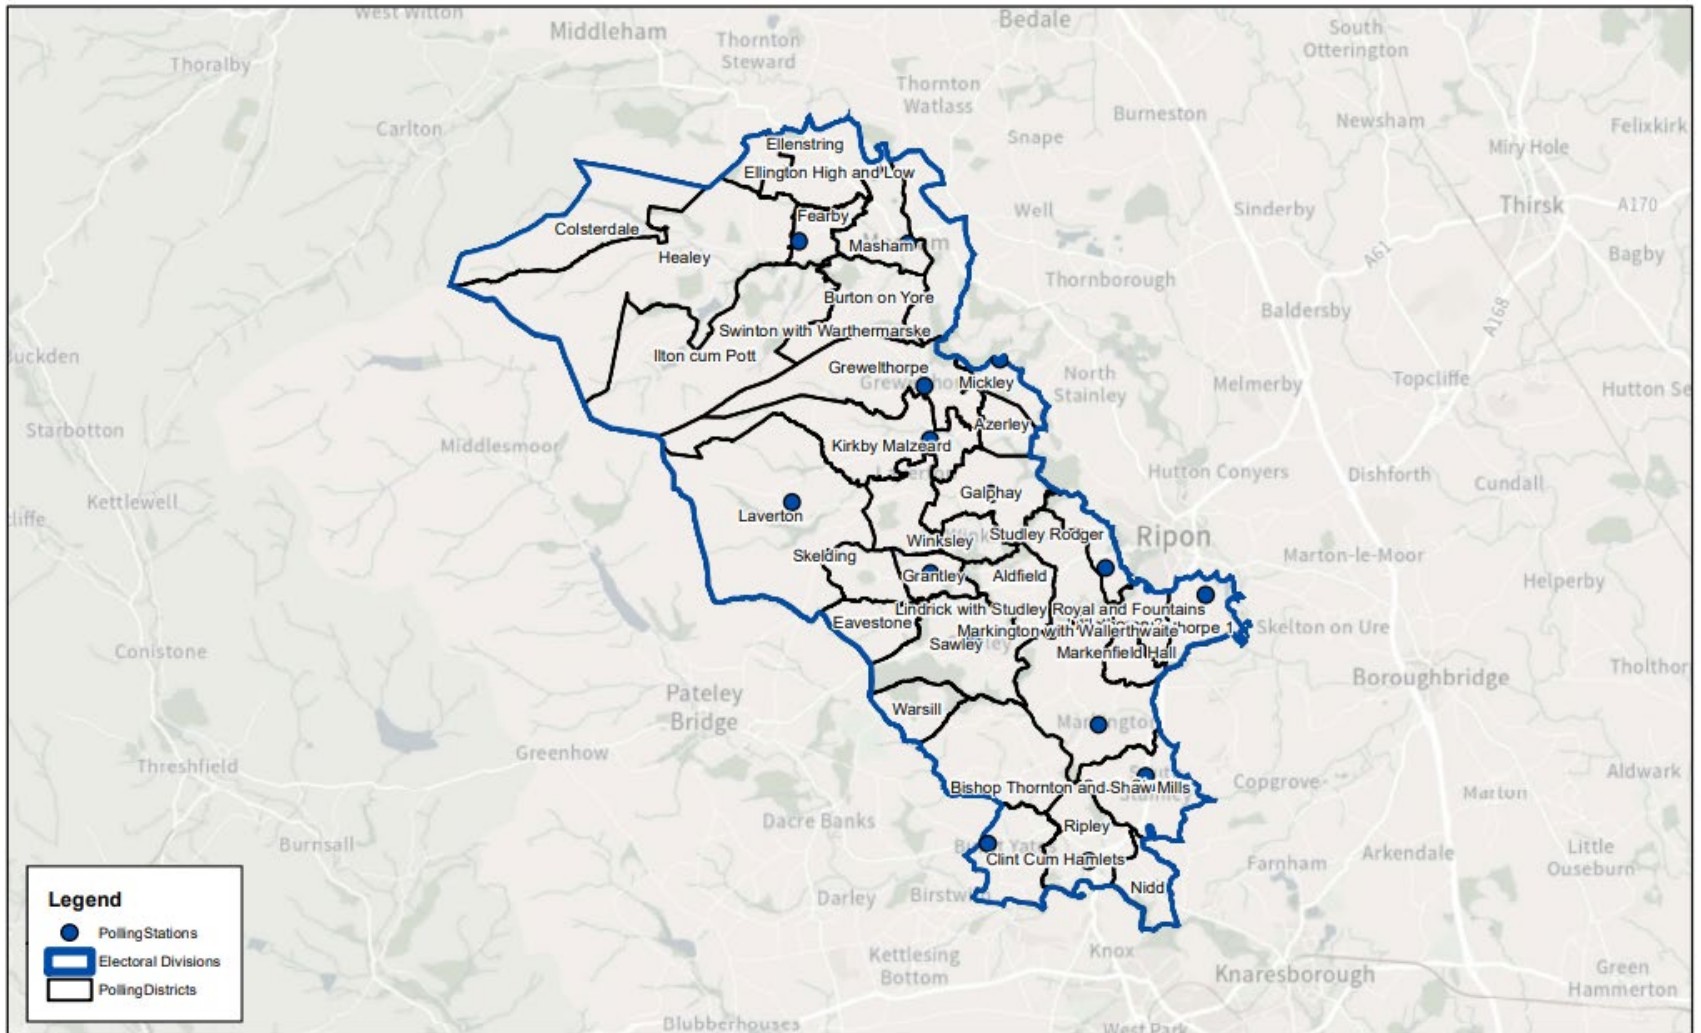 West Witton
Middleham
Bedale
Thornton
Steward
South
Otterington
Thoralby
Thornton
Watlass
Burneston
Newsham
Felixkirk
Carlton
Snape
Miry Hole
Ellenstring
Ellington High and Low
Well
Sinderby
Thirsk
A170
Fearby
Colsterdale
Masham
A61
Bagby
Healey
Thornborough
Burton on Yore
Baldersby
A168
Swinton with Warthermarske
Ilton cum Pott
Buckden
Grewelthorpe
Mickley
North
Stainley
Melmerby
Topcliffe
Hutton Se
Starbotton
Azerley
Middlesmoor
Kirkby Malzeard
Hutton Conyers
Dishforth
Cundall
Kettlewell
Galphay
Laverton
Ripon
Studley Rodger
Winksley
Skelding
Marton-le-Moor
Helperby
Grantley
Aldfield
Lindrick with Studley Royal and Fountains
Eavestone
Markington with Wallerthwaite
horpe 1
Skelton on Ure
Sawley
Markenfield Hall
Conistone
Tholthor
Boroughbridge
Pateley
Bridge
Warsill
Markington
Greenhow
Threshfield
Copgrove
Aldwark
Bishop Thornton and Shaw Mills
Marton
Dacre Banks
Ripley
Burnsall
Clint Cum Hamlets
Farnham
Arkendale
Little
Ouseburn
Nidd
Darley
Birstwi
Legend
PollingStations
Electoral Divisions
PollingDistricts
Kettlesing
Bottom
Knox
Knaresborough
Green
Hammerton
Blubberhouses
West Park